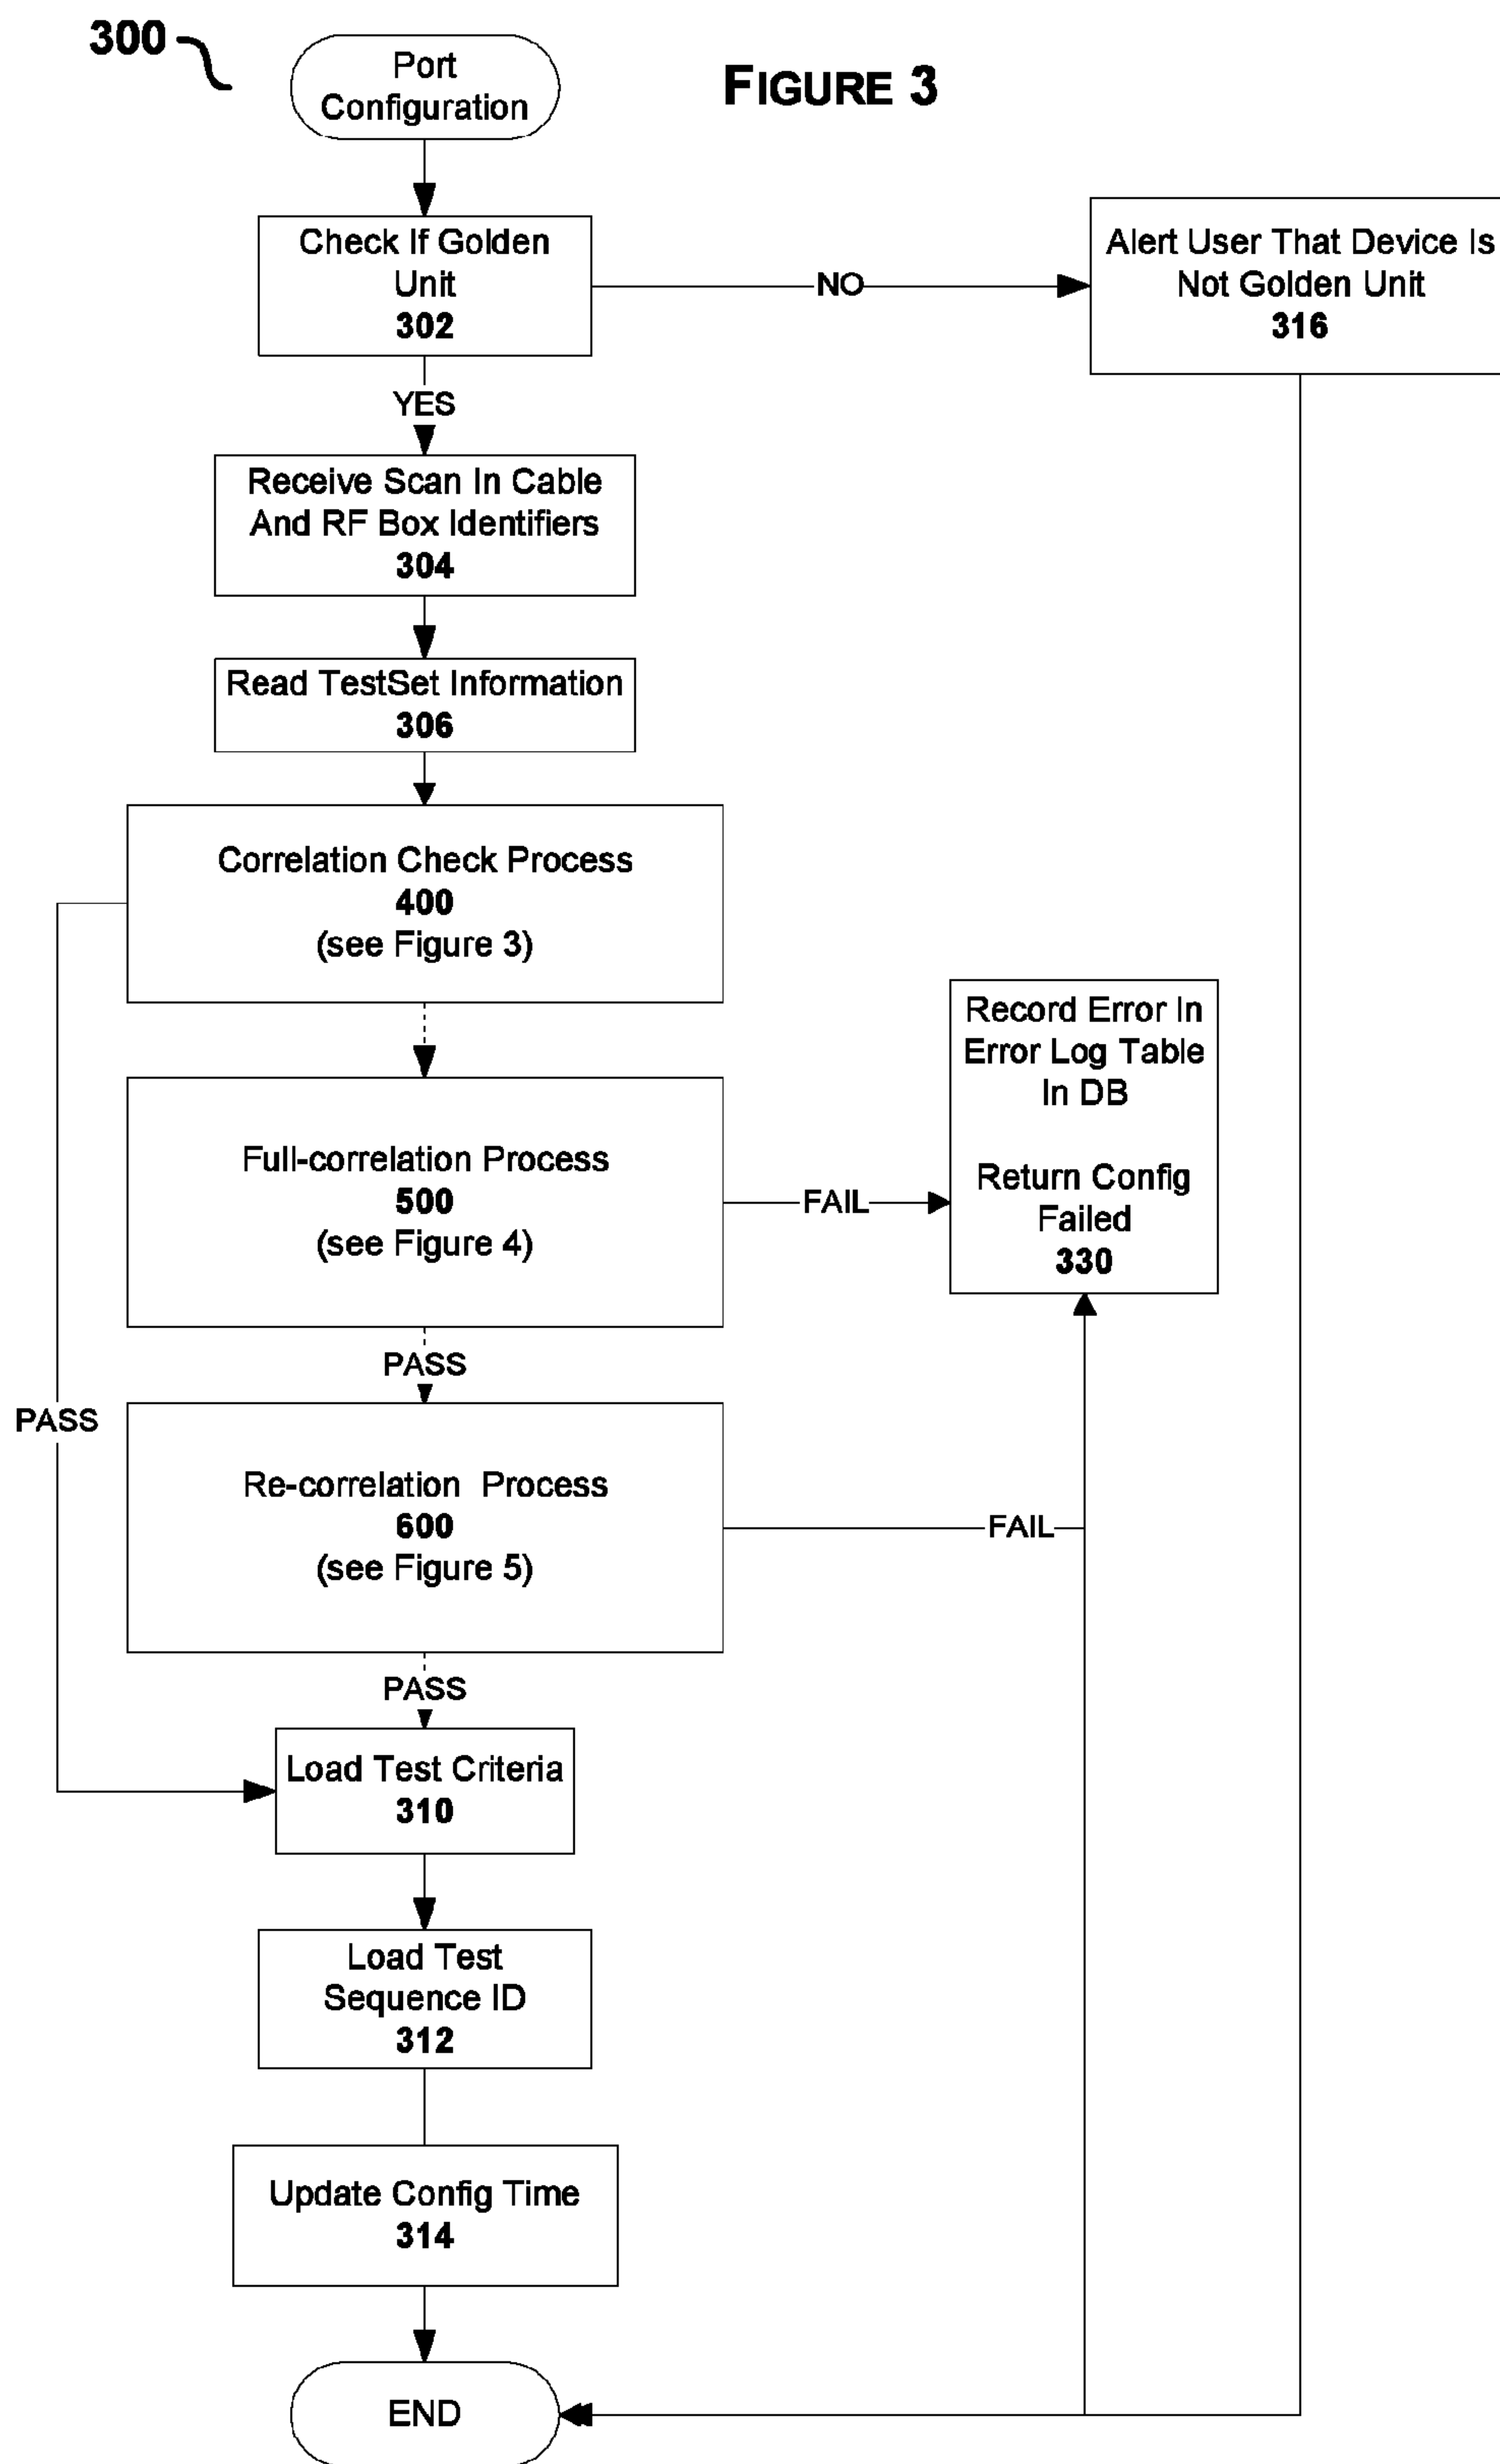 300
Port
Configuration
FIGURE 3
Check If Golden
Unit
302
NO
Alert User That Device Is
Not Golden Unit
316
YES
Receive Scan In Cable
And RF Box Identifiers
304
Read TestSet Information
306
Correlation Check Process
400
(see Figure 3)
Full-correlation Process
500
(see Figure 4)
FAIL
Record Error In
Error Log Table
In DB
Return Config
Failed
330
PASS
PASS
Re-correlation Process
600
(see Figure 5)
FAIL
PASS
Load Test Criteria
310
Load Test
Sequence ID
312
Update Config Time
314
END